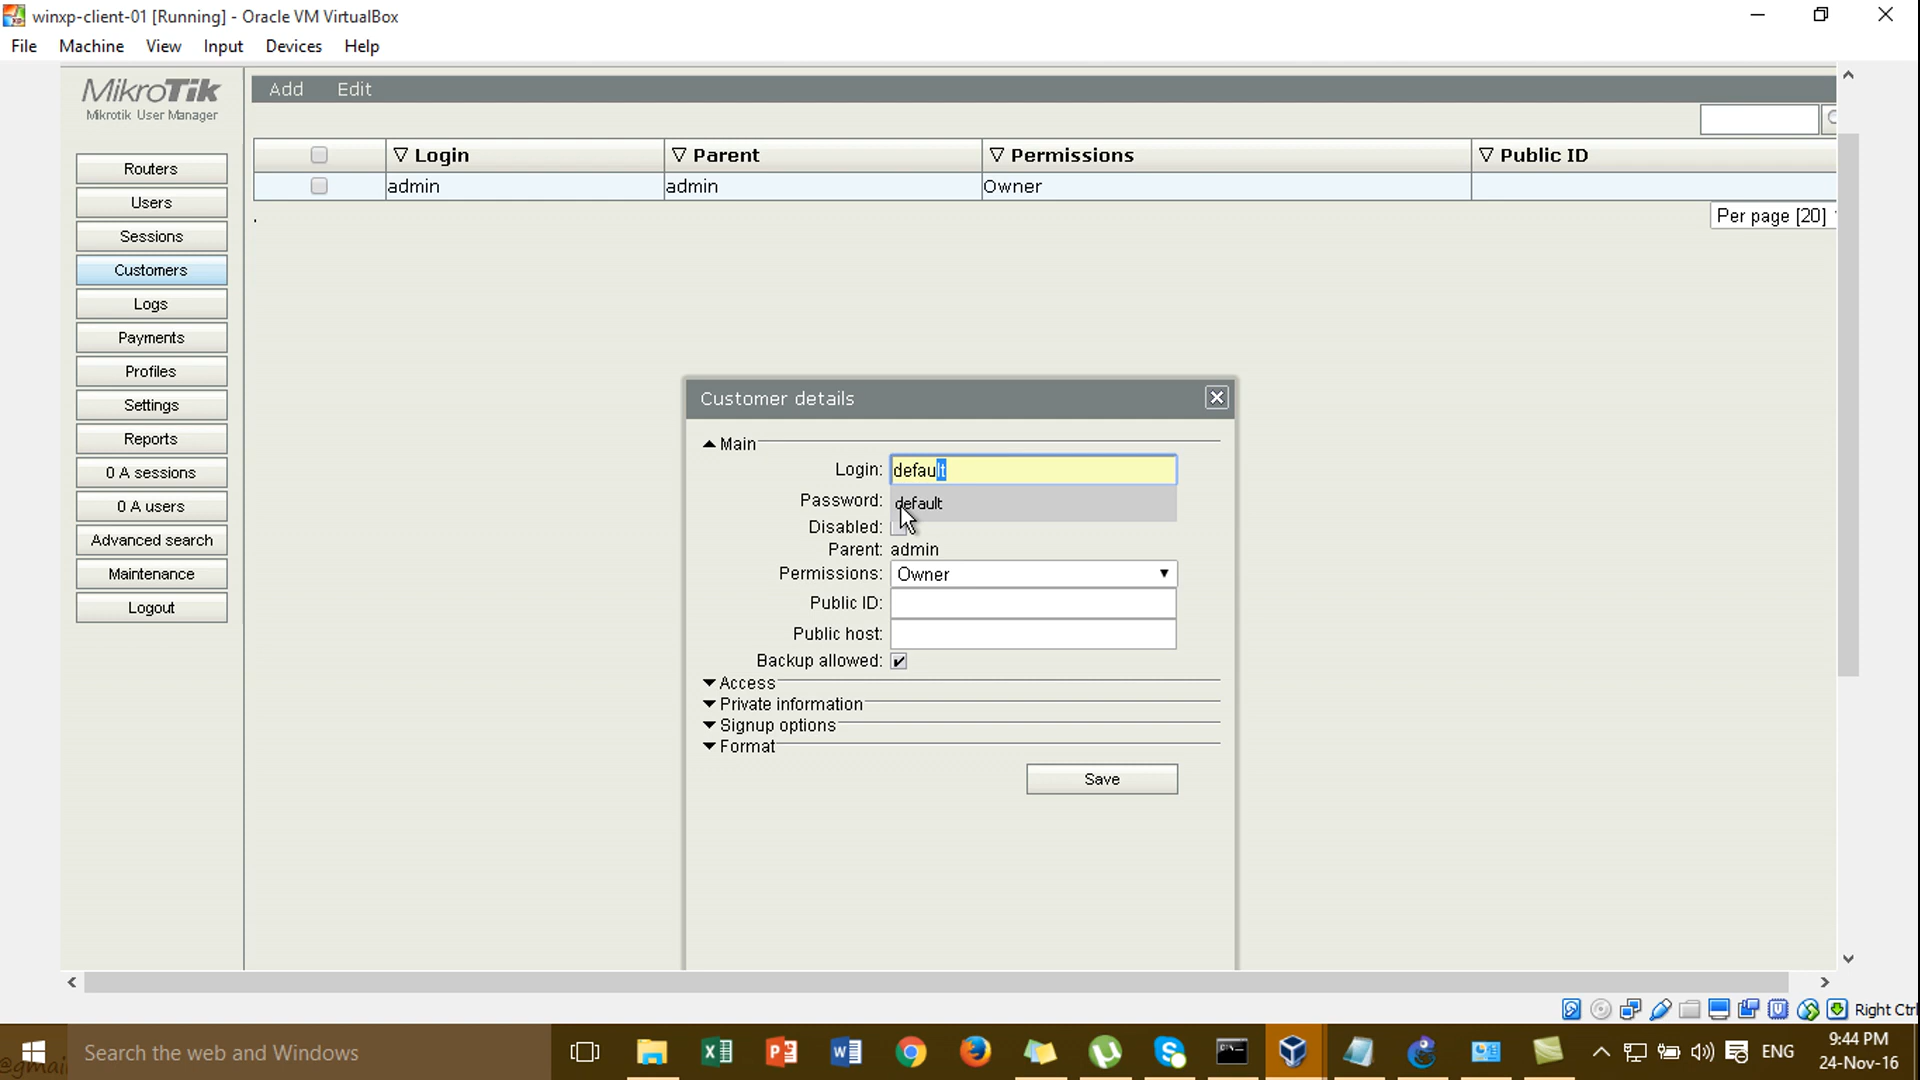 winxp-client-01 [Running] - Oracle VM VirtualBox
File Machine View Input Devices Help
MikroTik
Mikrotik User Manager
Add Edit
Login Parent Permissions Public ID
admin admin Owner
Per page [20]
Routers
Users
Sessions
Customers
Logs
Payments
Profiles
Settings
Reports
0 A sessions
0 A users
Advanced search
Maintenance
Logout
Customer details
Main
Login: default
Password: default
Disabled:
Parent: admin
Permissions: Owner
Public ID:
Public host:
Backup allowed:
Access
Private information
Signup options
Format
Save
Right Ctrl
@gmail
Search the web and Windows
ENG
9:44 PM
24-Nov-16